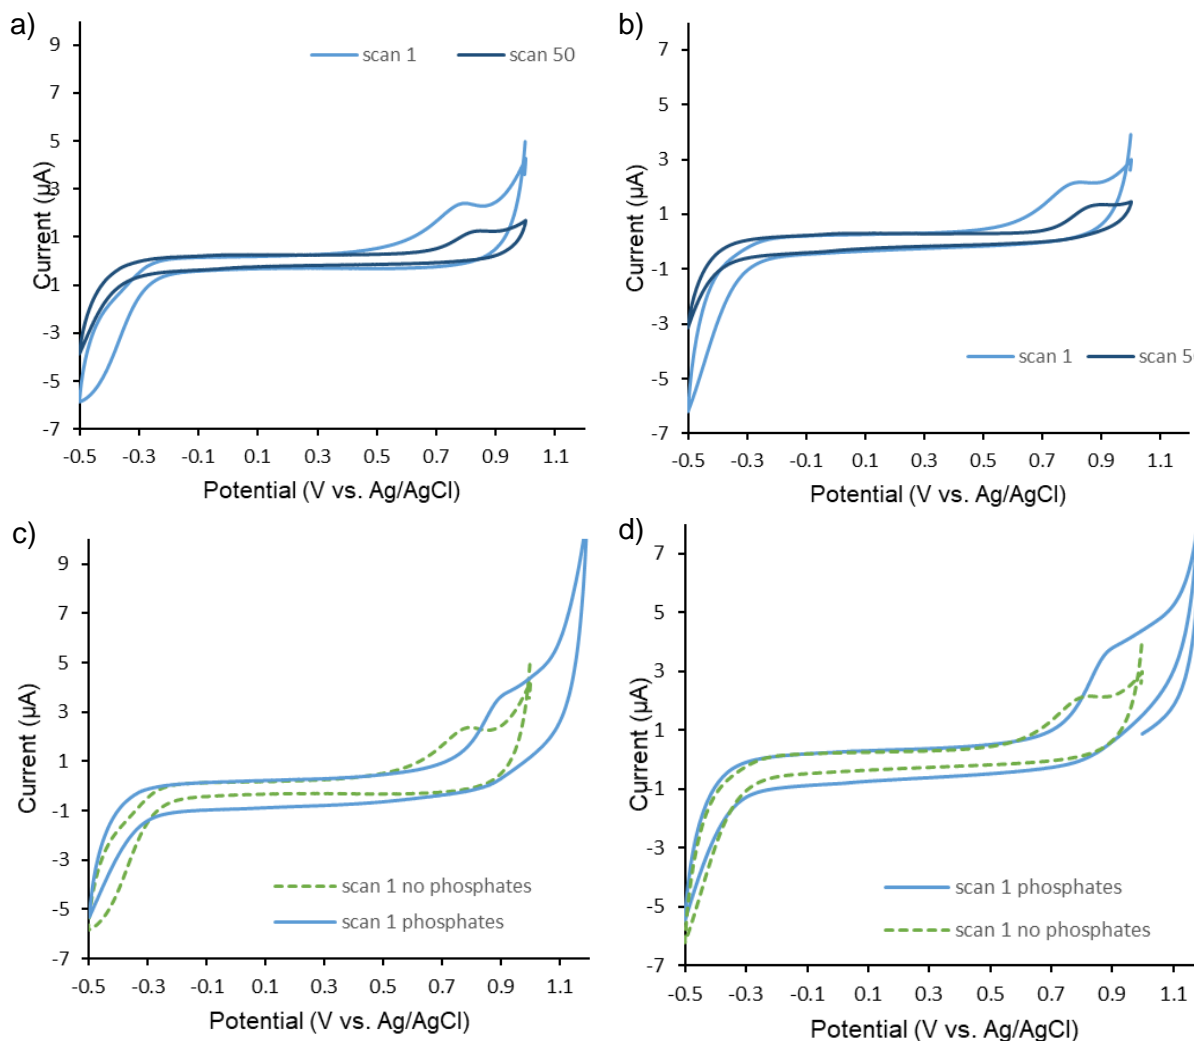 a)
scan 1 scan 50
9
7
5
3
1
-1
-3
-5
-7
Current (µA)
-0.5 -0.3 -0.1 0.1 0.3 0.5 0.7 0.9 1.1
Potential (V vs. Ag/AgCl)
b)
7
5
3
1
-1
-3
-5
-7
Current (µA)
scan 1 scan 5
-0.5 -0.3 -0.1 0.1 0.3 0.5 0.7 0.9 1.1
Potential (V vs. Ag/AgCl)
c)
9
7
5
3
1
-1
-3
-5
-7
Current (µA)
scan 1 no phosphates
scan 1 phosphates
-0.5 -0.3 -0.1 0.1 0.3 0.5 0.7 0.9 1.1
Potential (V vs. Ag/AgCl)
d)
7
5
3
1
-1
-3
-5
-7
Current (µA)
scan 1 phosphates
scan 1 no phosphates
-0.5 -0.3 -0.1 0.1 0.3 0.5 0.7 0.9 1.1
Potential (V vs. Ag/AgCl)